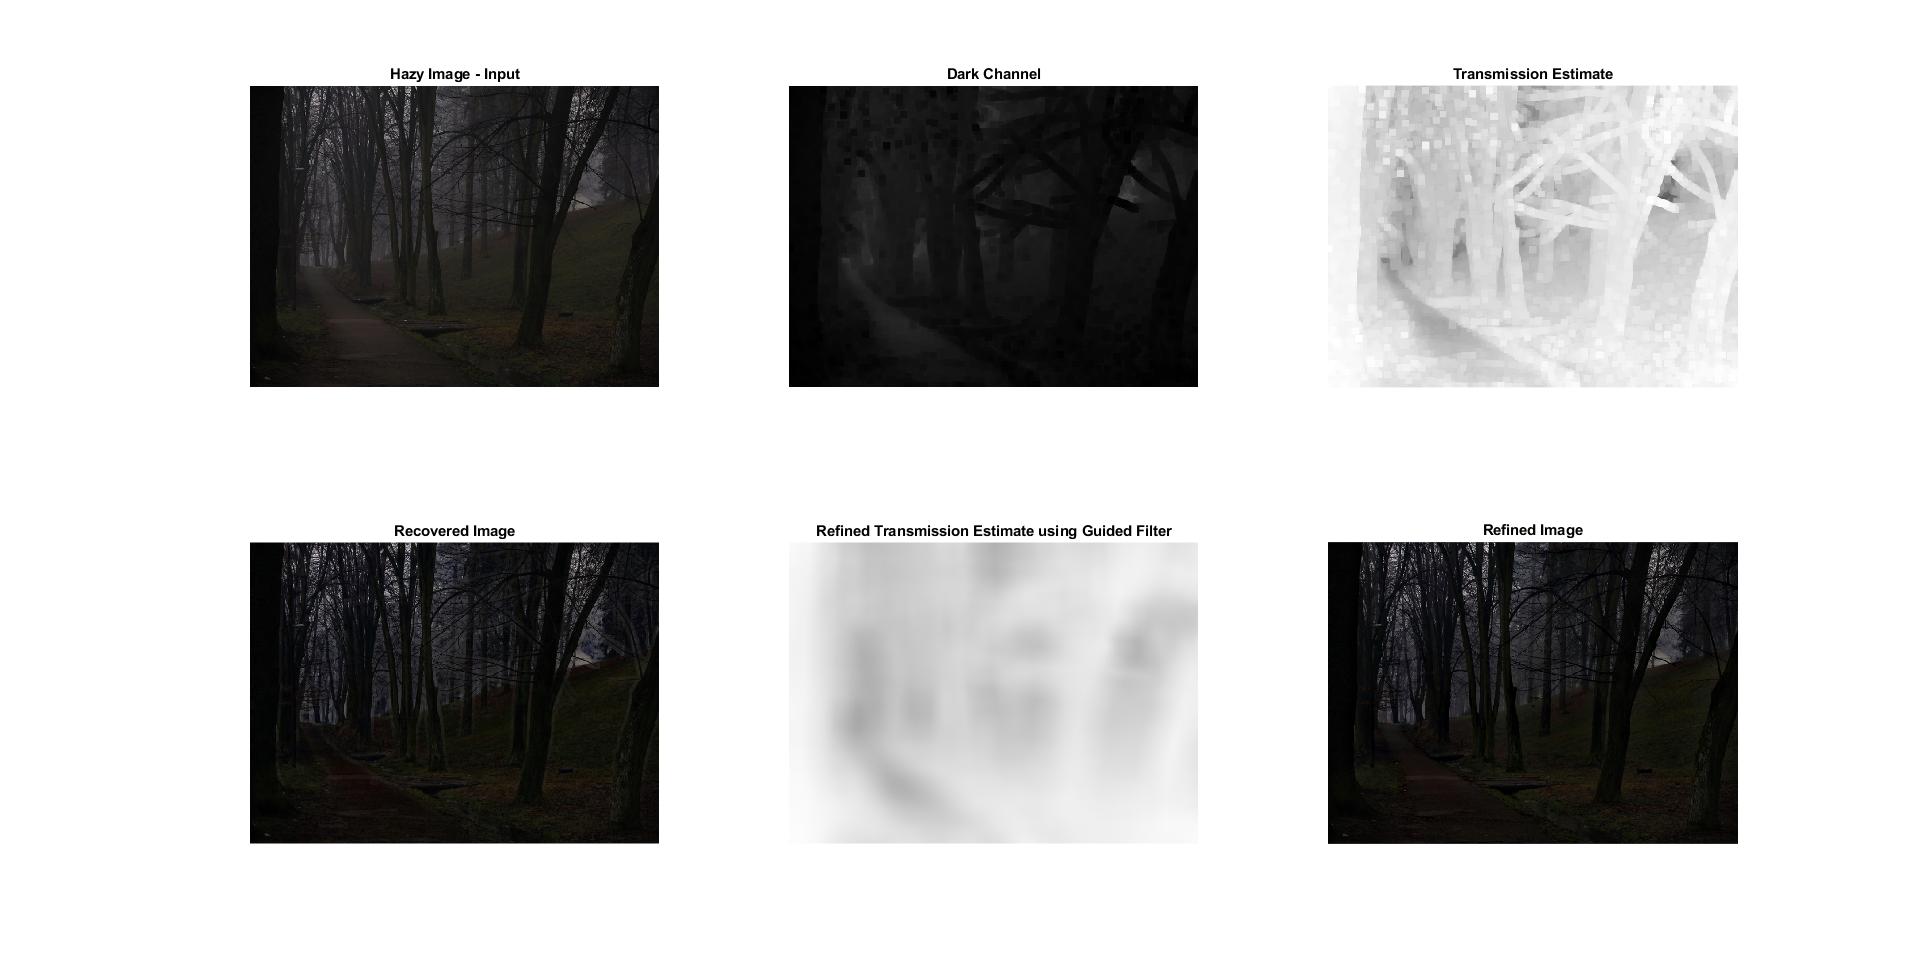 Hazy Image - Input
Dark Channel
Transmission Estimate
Recovered Image
Refined Transmission Estimate using Guided Filter
Refined Image